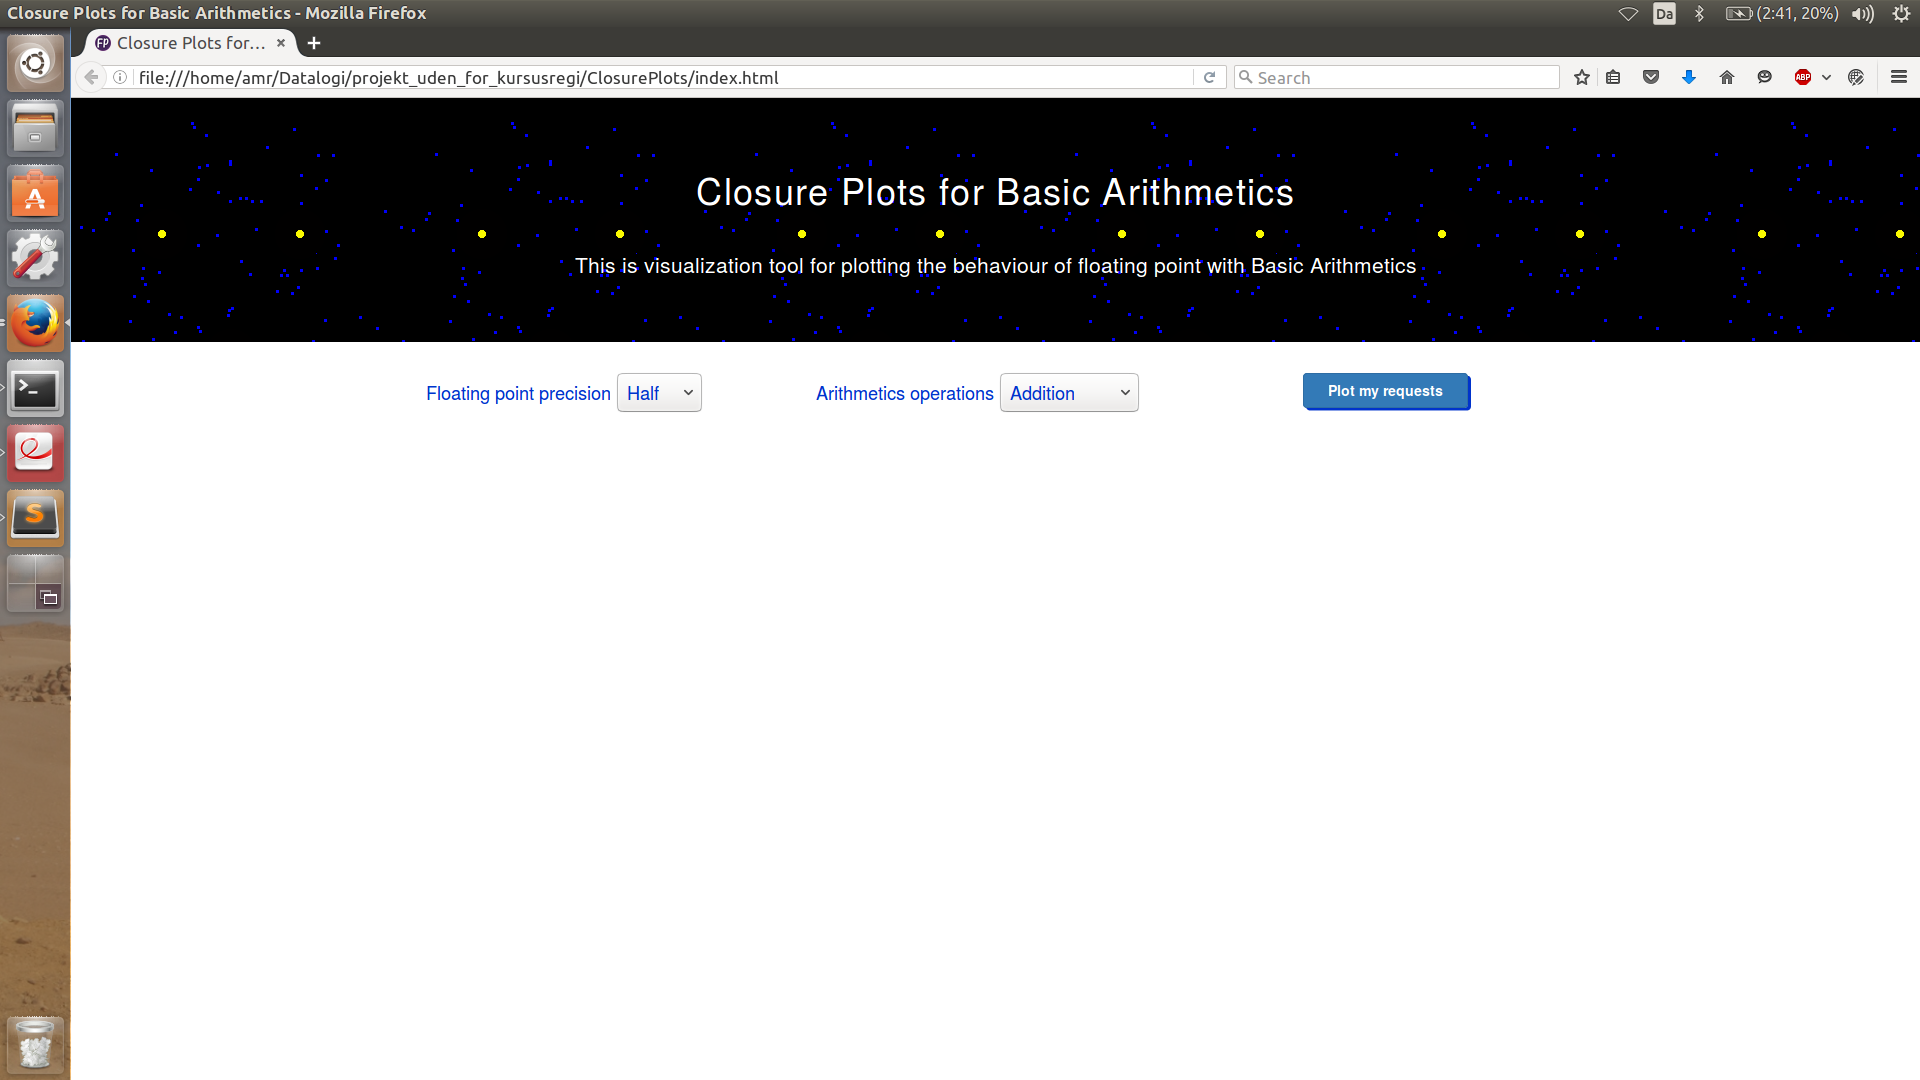 Closure Plots for Basic Arithmetics - Mozilla Firefox
Da
(2:41, 20%)
FP Closure Plots for...
file:///home/amr/Datalogi/projekt_uden_for_kursusregi/ClosurePlots/index.html
Search
ABP
Closure Plots for Basic Arithmetics
This is visualization tool for plotting the behaviour of floating point with Basic Arithmetics
Floating point precision Half
Arithmetics operations Addition
Plot my requests